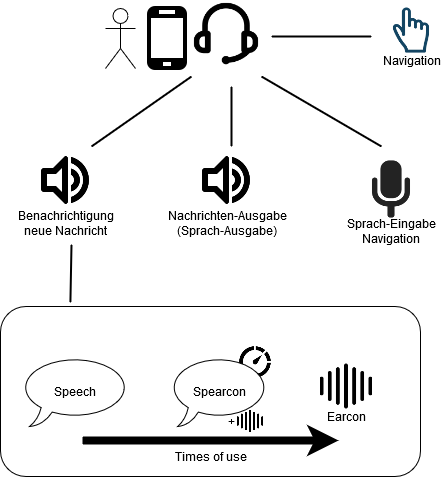 Navigation
Benachrichtigung
neue Nachricht
Nachrichten-Ausgabe
(Sprach-Ausgabe)
Sprach-Eingabe
Navigation
Speech
Spearcon
+
Earcon
Times of use